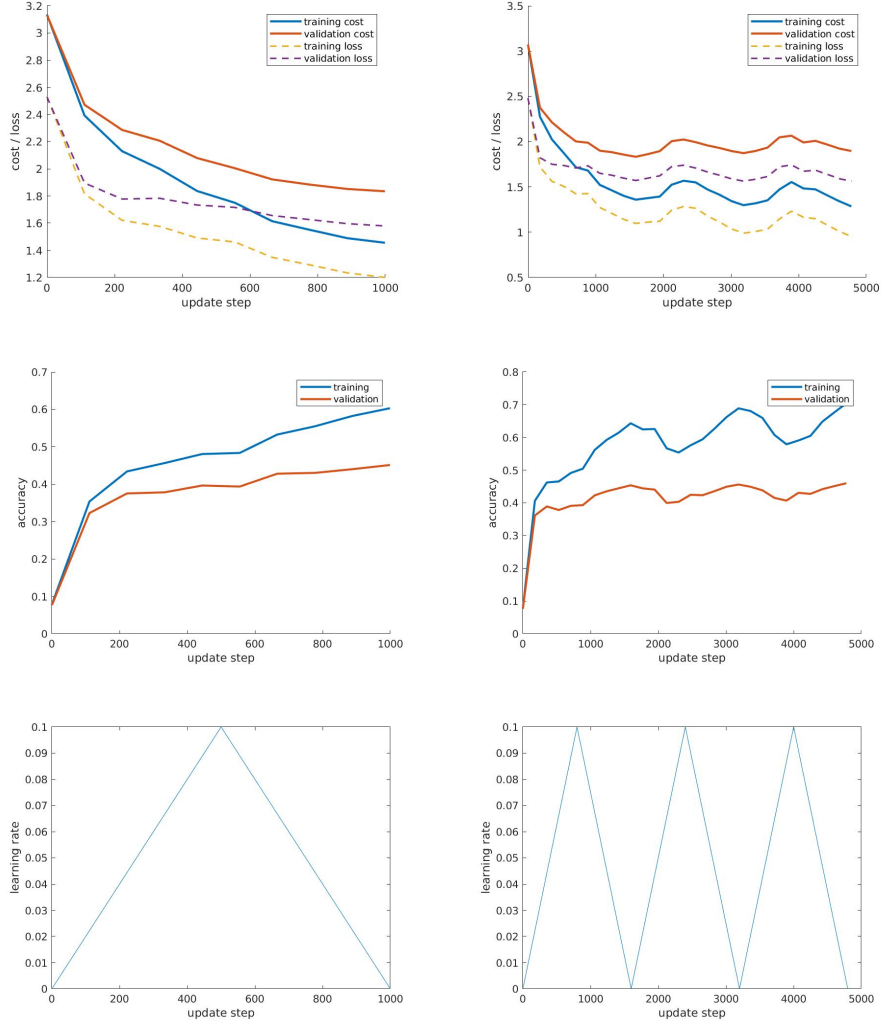 3.2
3
2.8
2.6
2.4
2.2
2
1.8
1.6
1.4
1.2
cost / loss
training cost
validation cost
training loss
validation loss
0 200 400 600 800 1000
update step
3.5
3
2.5
2
1.5
1
0.5
cost / loss
training cost
validation cost
training loss
validation loss
0 1000 2000 3000 4000 5000
update step
0.7
0.6
0.5
0.4
0.3
0.2
0.1
0
accuracy
training
validation
0 200 400 600 800 1000
update step
0.8
0.7
0.6
0.5
0.4
0.3
0.2
0.1
0
accuracy
training
validation
0 1000 2000 3000 4000 5000
update step
0.1
0.09
0.08
0.07
0.06
0.05
0.04
0.03
0.02
0.01
0
learning rate
0 200 400 600 800 1000
update step
0.1
0.09
0.08
0.07
0.06
0.05
0.04
0.03
0.02
0.01
0
learning rate
0 1000 2000 3000 4000 5000
update step